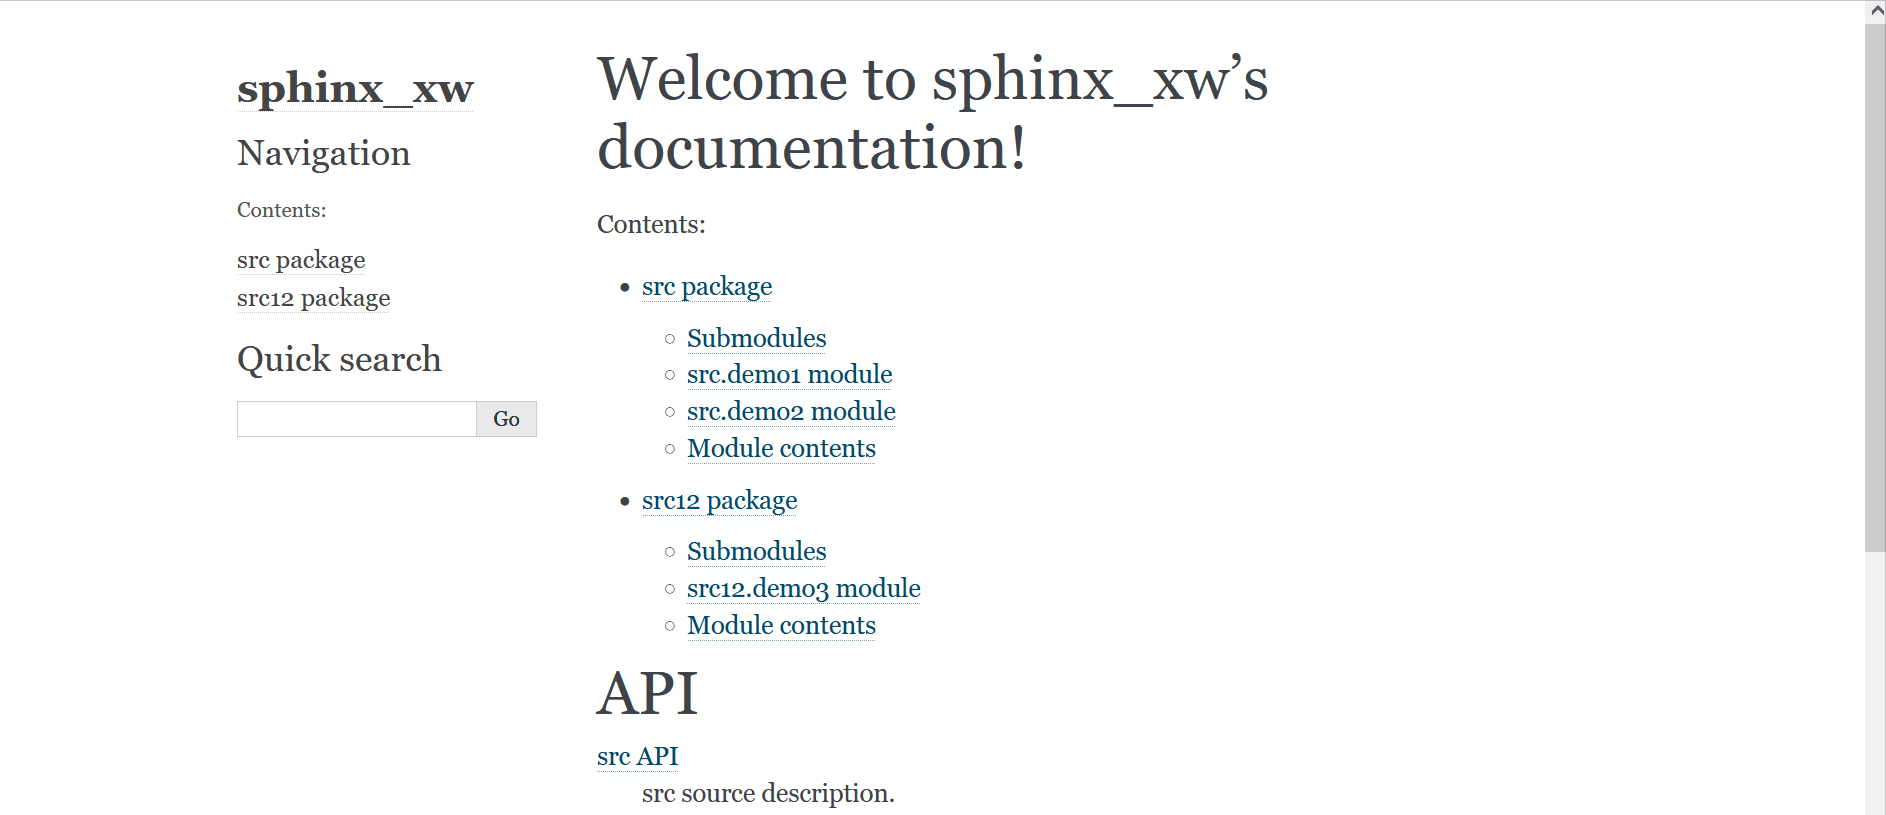 sphinx_xw
Navigation
Contents:
src package
src12 package
Quick search
Go
Welcome to sphinx_xw’s
documentation!
Contents:
src package
Submodules
src.demo1 module
src.demo2 module
Module contents
src12 package
Submodules
src12.demo3 module
Module contents
API
src API
src source description.